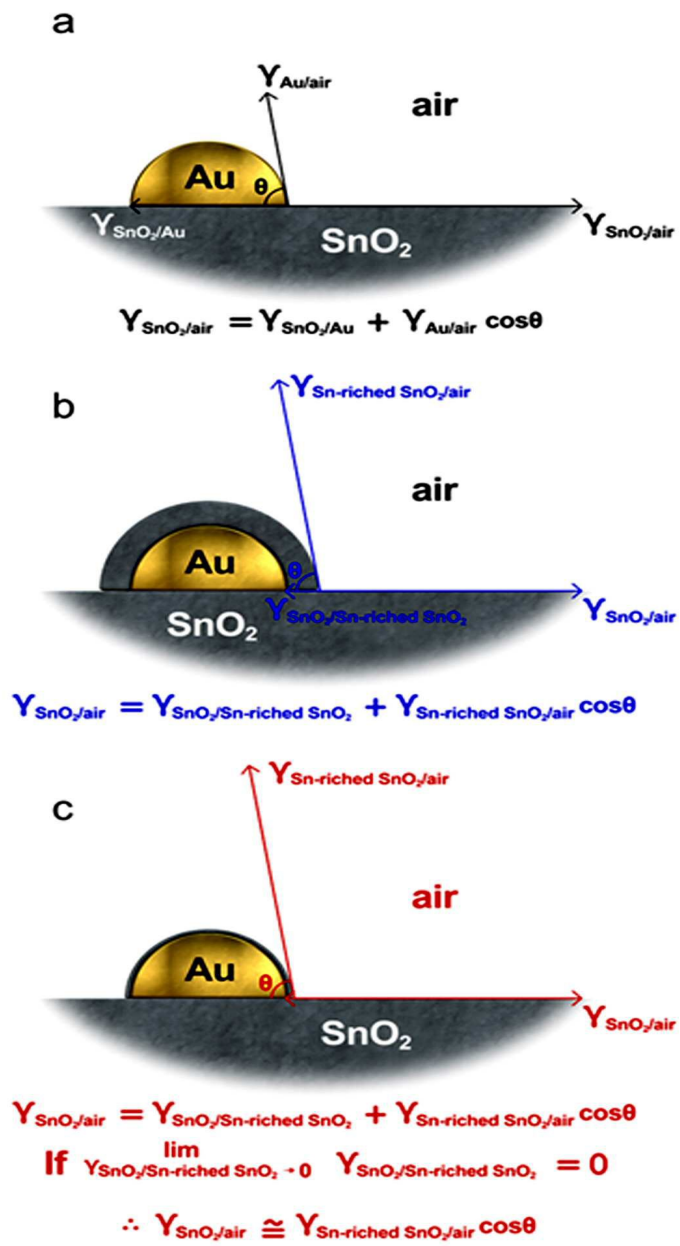 a
γAu/air
air
Au
θ
γSnO₂/Au
SnO₂
γSnO₂/air
γSnO₂/air = γSnO₂/Au + γAu/air cosθ
b
γSn-riched SnO₂/air
air
Au
θ
γSnO₂/Sn-riched SnO₂
SnO₂
γSnO₂/air
γSnO₂/air = γSnO₂/Sn-riched SnO₂ + γSn-riched SnO₂/air cosθ
c
γSn-riched SnO₂/air
air
Au
θ
SnO₂
γSnO₂/air
γSnO₂/air = γSnO₂/Sn-riched SnO₂ + γSn-riched SnO₂/air cosθ
If lim γSnO₂/Sn-riched SnO₂ → 0 γSnO₂/Sn-riched SnO₂ = 0
∴ γSnO₂/air ≅ γSn-riched SnO₂/air cosθ